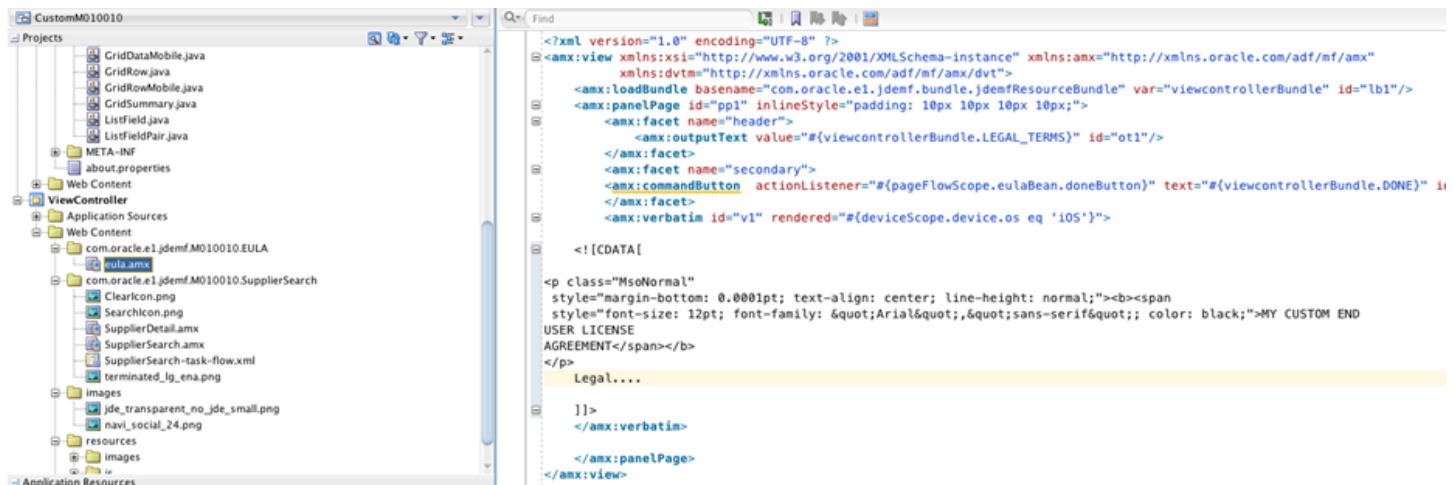 CustomM010010
Projects
GridDataMobile.java
GridRow.java
GridRowMobile.java
GridSummary.java
ListField.java
ListFieldPair.java
META-INF
about.properties
Web Content
ViewController
Application Sources
Web Content
com.oracle.e1.jdemf.M010010.EULA
eula.amx
com.oracle.e1.jdemf.M010010.SupplierSearch
ClearIcon.png
SearchIcon.png
SupplierDetail.amx
SupplierSearch.amx
SupplierSearch-task-flow.xml
terminated_lg_ena.png
images
jde_transparent_no_jde_small.png
navi_social_24.png
resources
images
Application Resources
Find
<?xml version="1.0" encoding="UTF-8" ?>
<amx:view xmlns:xsi="http://www.w3.org/2001/XMLSchema-instance" xmlns:amx="http://xmlns.oracle.com/adf/mf/amx"
xmlns:dvtm="http://xmlns.oracle.com/adf/mf/amx/dvt">
<amx:loadBundle basename="com.oracle.e1.jdemf.bundle.jdemfResourceBundle" var="viewcontrollerBundle" id="lb1"/>
<amx:panelPage id="pp1" inlineStyle="padding: 10px 10px 10px 10px;">
<amx:facet name="header">
<amx:outputText value="#{viewcontrollerBundle.LEGAL_TERMS}" id="ot1"/>
</amx:facet>
<amx:facet name="secondary">
<amx:commandButton actionListener="#{pageFlowScope.eulaBean.doneButton}" text="#{viewcontrollerBundle.DONE}" i
</amx:facet>
<amx:verbatim id="v1" rendered="#{deviceScope.device.os eq 'iOS'}">
<![CDATA[
<p class="MsoNormal"
style="margin-bottom: 0.0001pt; text-align: center; line-height: normal;"><b><span
style="font-size: 12pt; font-family: &quot;Arial&quot;,&quot;sans-serif&quot;; color: black;">MY CUSTOM END
USER LICENSE
AGREEMENT</span></b>
</p>
Legal....
]]>
</amx:verbatim>
</amx:panelPage>
</amx:view>